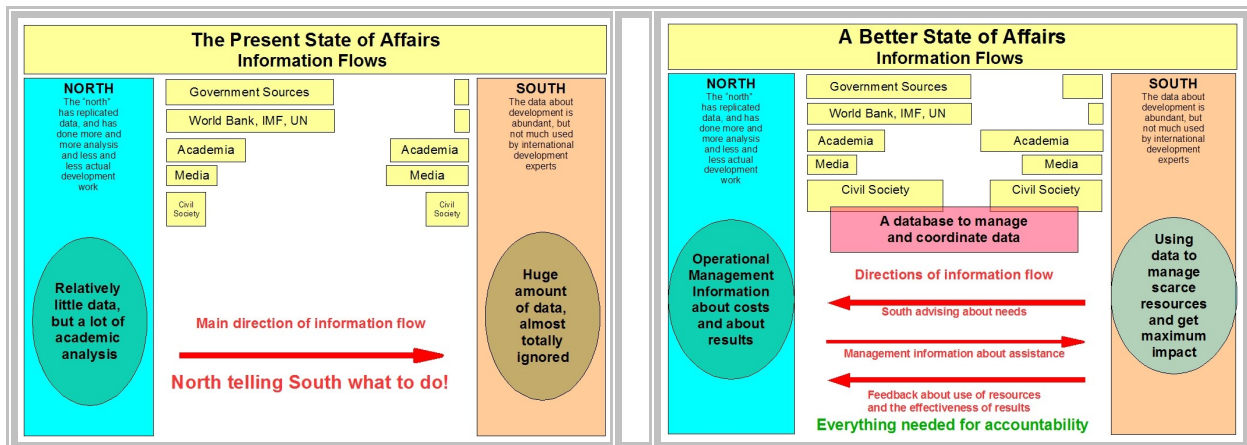 The Present State of Affairs
Information Flows
NORTH
The "north"
has replicated
data, and has
done more and
more analysis
and less and
less actual
development
work
Government Sources
World Bank, IMF, UN
Academia
Media
Civil
Society
Academia
Media
Civil
Society
SOUTH
The data about
development is
abundant, but
not much used
by international
development
experts
Relatively
little data,
but a lot of
academic
analysis
Main direction of information flow
North telling South what to do!
Huge
amount
of data,
almost
totally
ignored
A Better State of Affairs
Information Flows
NORTH
The "north"
has replicated
data, and has
done more and
more analysis
and less and
less actual
development
work
Government Sources
World Bank, IMF, UN
Academia
Media
Civil Society
Academia
Media
Civil Society
SOUTH
The data about
development is
abundant, but
not much used
by international
development
experts
A database to manage
and coordinate data
Operational
Management
Information
about costs
and about
results
Directions of information flow
South advising about needs
Management information about assistance
Feedback about use of resources
and the effectiveness of results
Everything needed for accountability
Using
data to
manage
scarce
resources
and get
maximum
impact